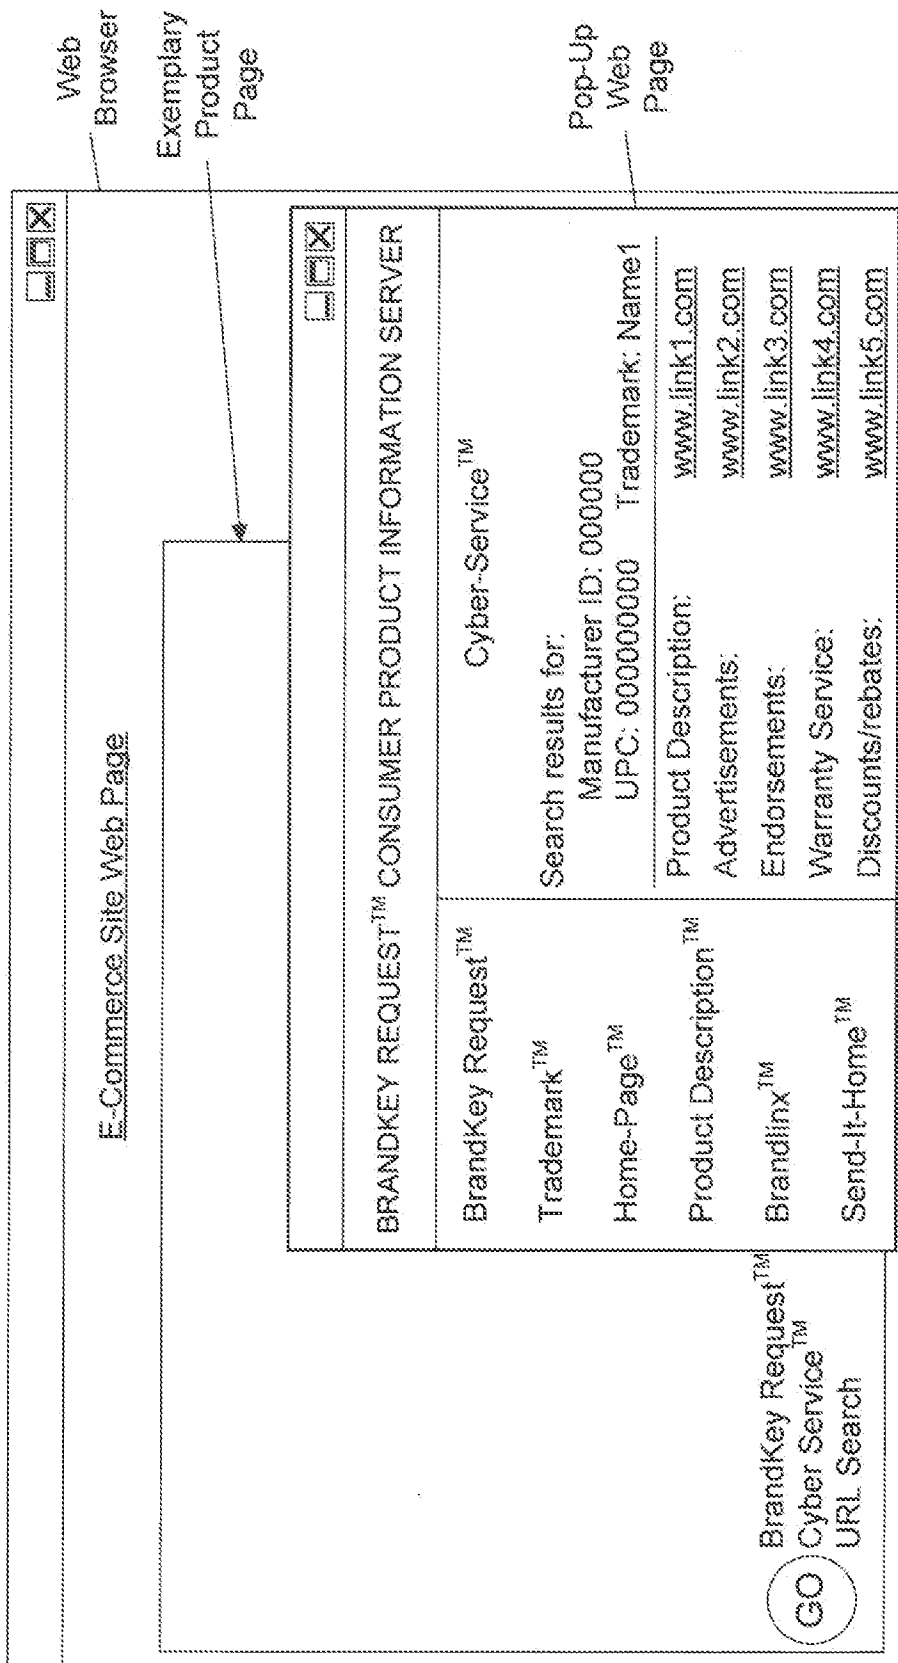 Web
Browser
Exemplary
Product
Page
Pop-Up
Web
Page
E-Commerce Site Web Page
BRANDKEY REQUEST™ CONSUMER PRODUCT INFORMATION SERVER
BrandKey Request™
Trademark™
Home-Page™
Product Description™
Brandlinx™
Send-It-Home™
Cyber-Service™
Search results for:
Manufacturer ID: 000000
UPC: 000000000 Trademark: Name1
Product Description: www.link1.com
Advertisements: www.link2.com
Endorsements: www.link3.com
Warranty Service: www.link4.com
Discounts/rebates: www.link5.com
GO
BrandKey Request™
Cyber Service™
URL Search